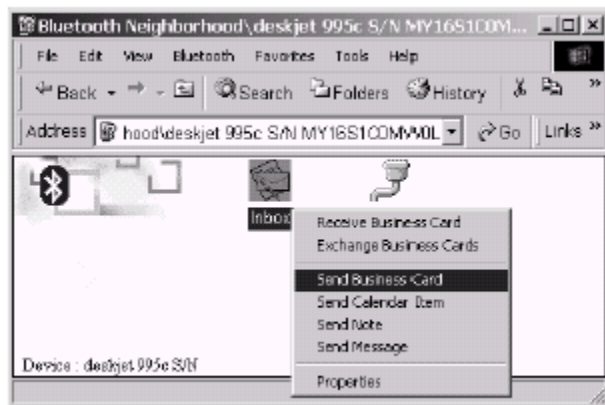 Bluetooth Neighborhood\deskjet 995c S/N MY16S1C0M...
File Edit View Bluetooth Favorites Tools Help
Back Search Folders History »
Address hood\deskjet 995c S/N MY16S1C0MWOL Go Links »
Inbox
Receive Business Card
Exchange Business Cards
Send Business Card
Send Calendar Item
Send Note
Send Message
Device : deskjet 995c S/N
Properties